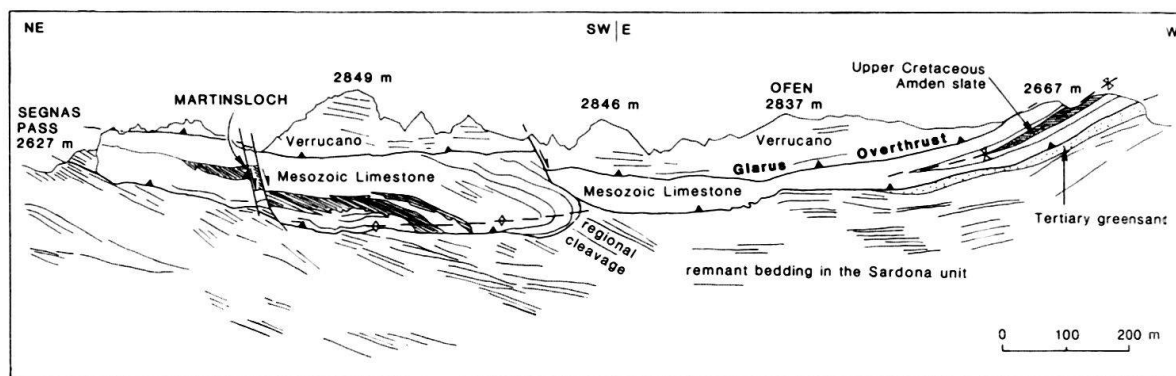 NE
SW | E
W
2849 m
MARTINSLOCH
SEGNAS
PASS
2627 m
Verrucano
Mesozoic Limestone
2846 m
OFEN
2837 m
Verrucano
Upper Cretaceous
Amden slate
2667 m
Glarus Overthrust
Mesozoic Limestone
regional
cleavage
Tertiary greensand
remnant bedding in the Sardona unit
0 100 200 m